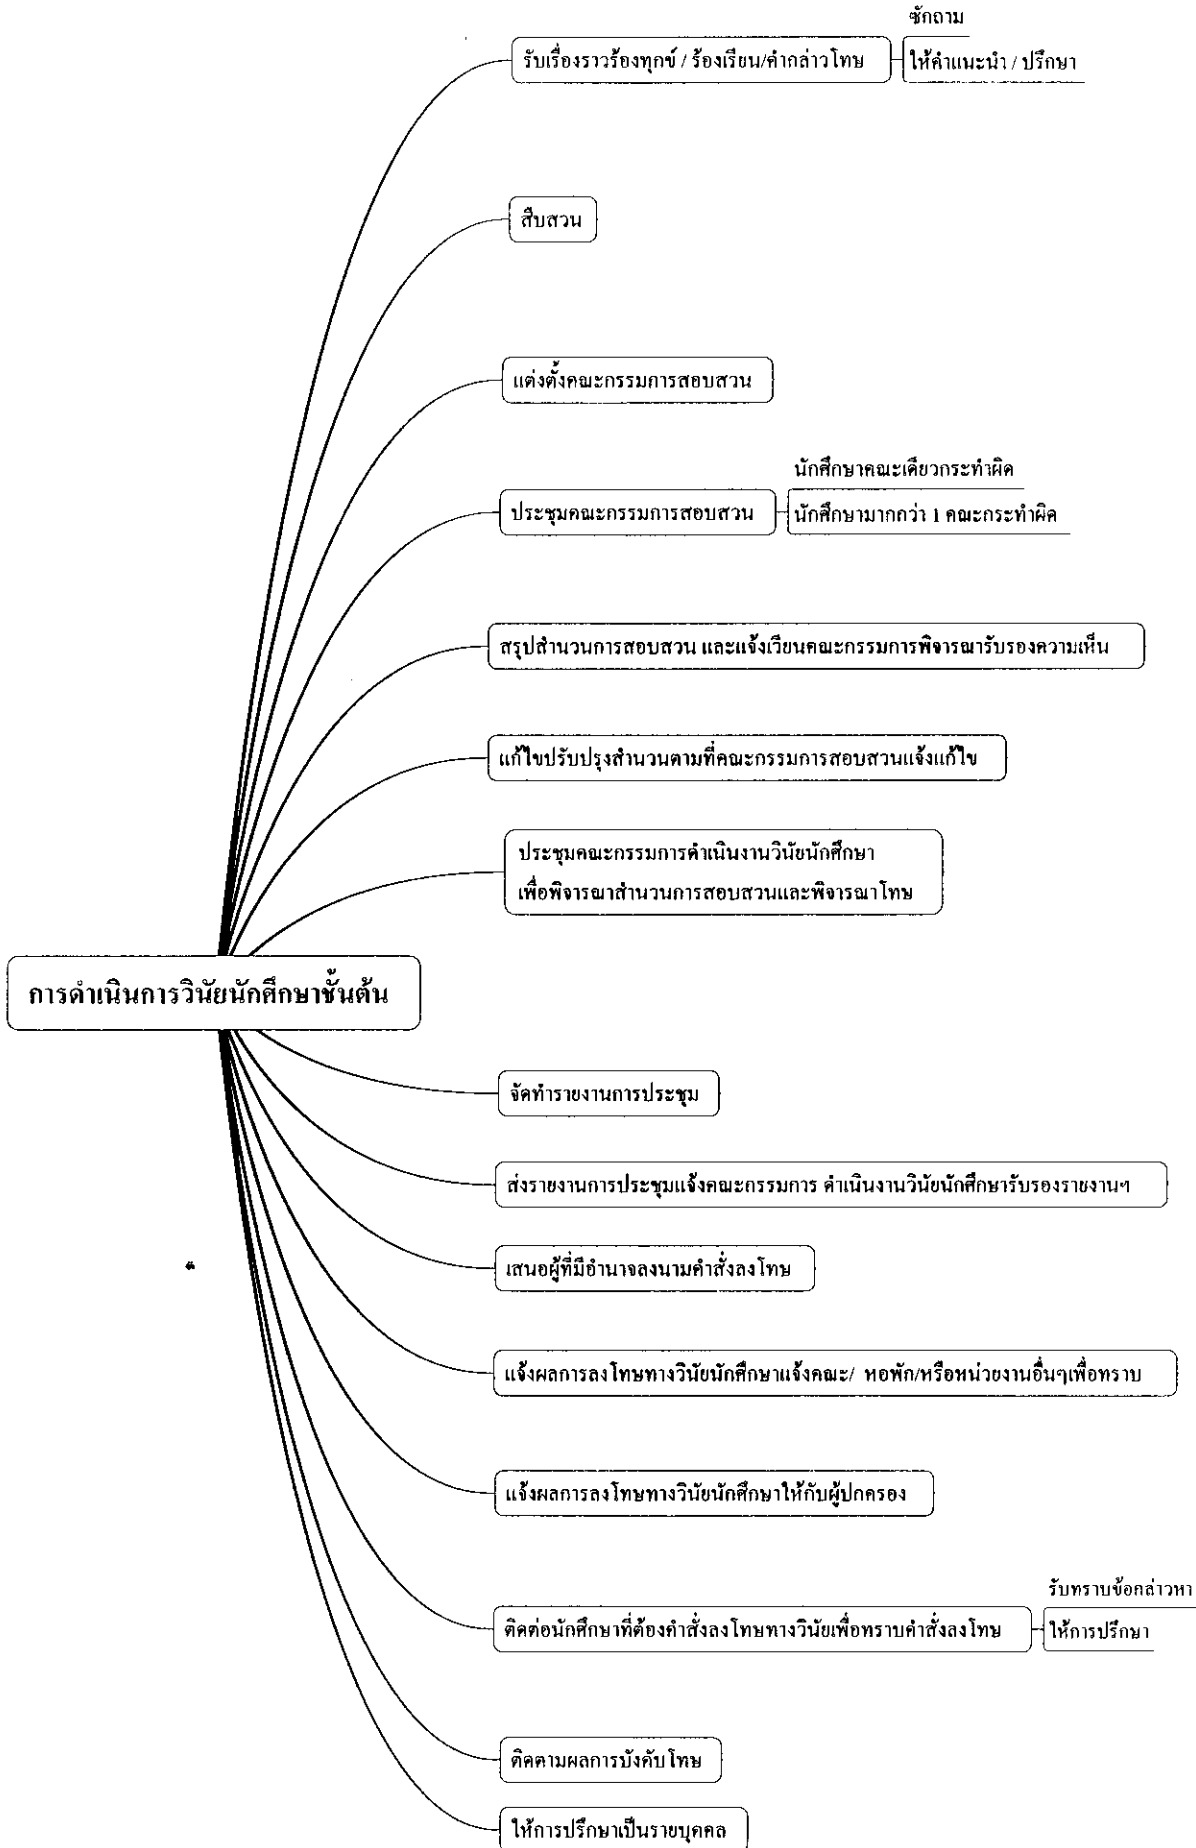 ซักถาม
รับเรื่องราวร้องทุกข์ / ร้องเรียน/คำกล่าวโทษ
ให้คำแนะนำ / ปรึกษา
สืบสวน
แต่งตั้งคณะกรรมการสอบสวน
นักศึกษาคณะเดียวกระทำผิด
ประชุมคณะกรรมการสอบสวน
นักศึกษามากกว่า 1 คณะกระทำผิด
สรุปสำนวนการสอบสวน และแจ้งเวียนคณะกรรมการพิจารณารับรองความเห็น
แก้ไขปรับปรุงสำนวนตามที่คณะกรรมการสอบสวนแจ้งแก้ไข
ประชุมคณะกรรมการดำเนินงานวินัยนักศึกษา
เพื่อพิจารณาสำนวนการสอบสวนและพิจารณาโทษ
การดำเนินการวินัยนักศึกษาชั้นต้น
จัดทำรายงานการประชุม
ส่งรายงานการประชุมแจ้งคณะกรรมการ ดำเนินงานวินัยนักศึกษารับรองรายงานฯ
เสนอผู้ที่มีอำนาจลงนามคำสั่งลงโทษ
แจ้งผลการลงโทษทางวินัยนักศึกษาแจ้งคณะ/ หอพัก/หรือหน่วยงานอื่นๆเพื่อทราบ
แจ้งผลการลงโทษทางวินัยนักศึกษาให้กับผู้ปกครอง
รับทราบข้อกล่าวหา
ติดต่อนักศึกษาที่ต้องคำสั่งลงโทษทางวินัยเพื่อทราบคำสั่งลงโทษ
ให้การปรึกษา
ติดตามผลการบังคับโทษ
ให้การปรึกษาเป็นรายบุคคล